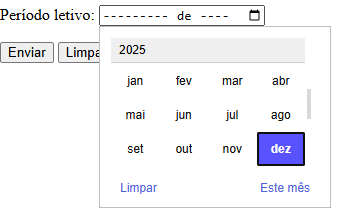 Período letivo: --------- de ----
Enviar Limpa
2025
jan fev mar abr
mai jun jul ago
set out nov dez
Limpar Este mês